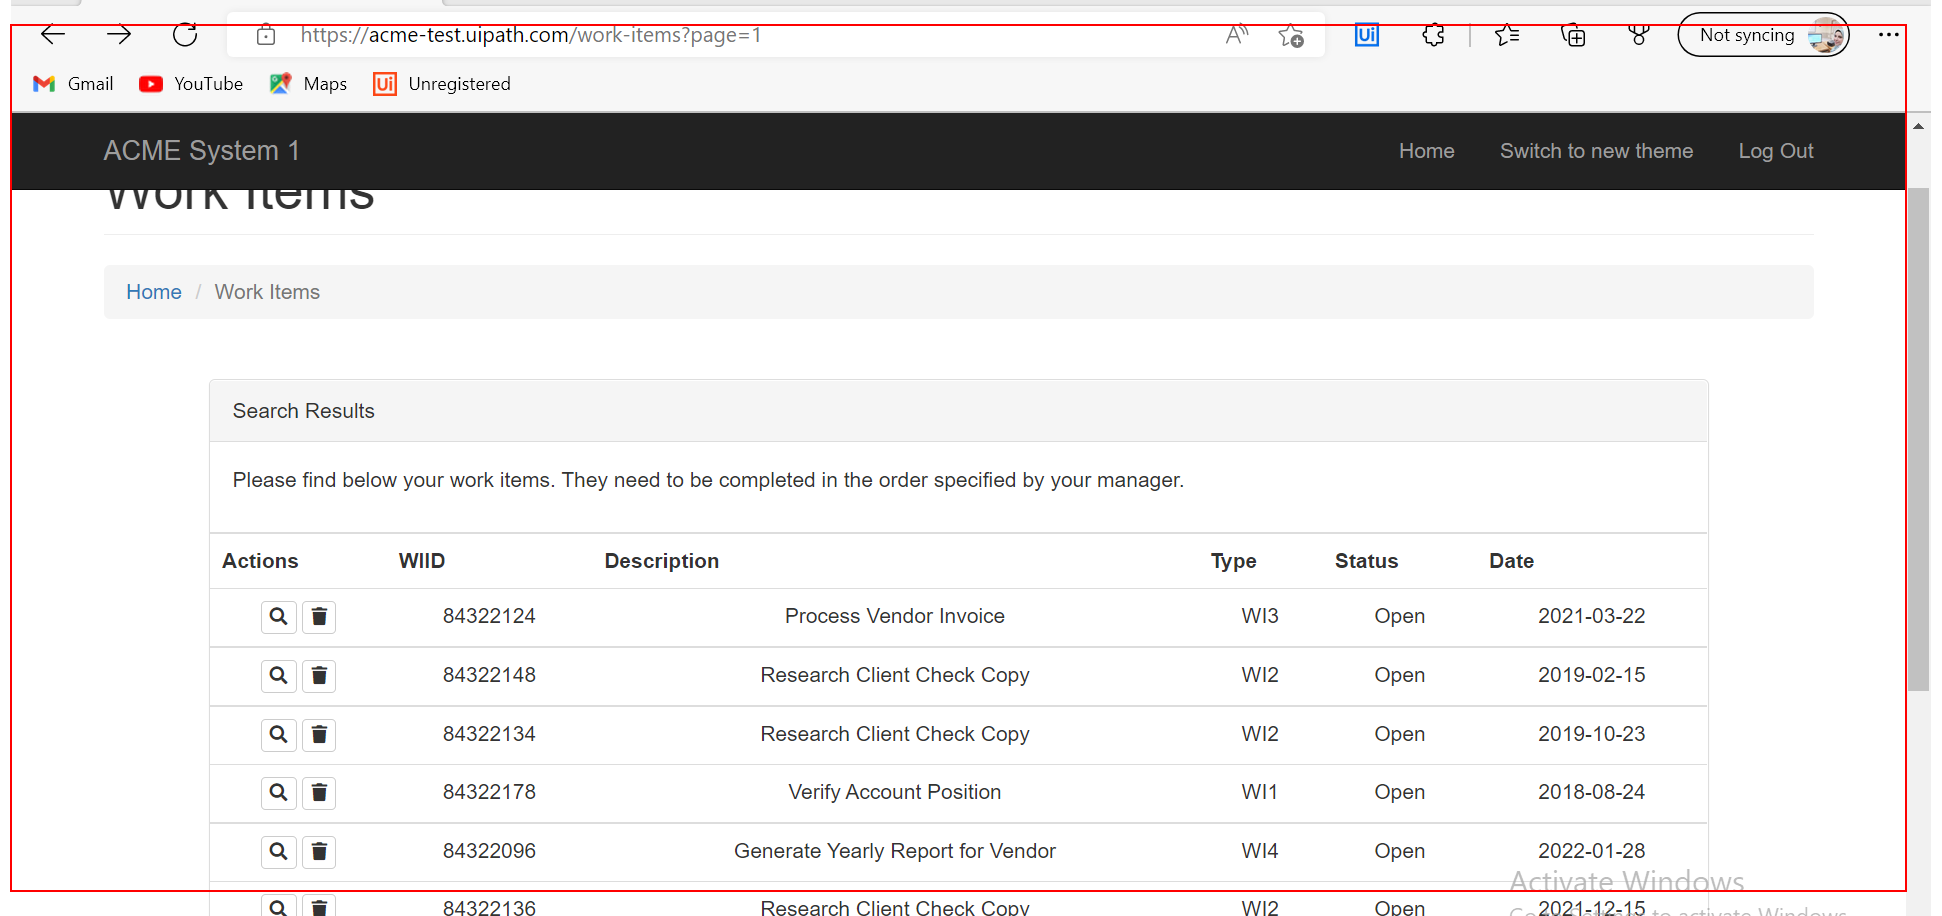 https://acme-test.uipath.com/work-items?page=1
Ui
Not syncing
Gmail YouTube Maps Ui Unregistered
ACME System 1 Home Switch to new theme Log Out
Work Items
Home / Work Items
Search Results
Please find below your work items. They need to be completed in the order specified by your manager.
Actions WIID Description Type Status Date
84322124 Process Vendor Invoice WI3 Open 2021-03-22
84322148 Research Client Check Copy WI2 Open 2019-02-15
84322134 Research Client Check Copy WI2 Open 2019-10-23
84322178 Verify Account Position WI1 Open 2018-08-24
84322096 Generate Yearly Report for Vendor WI4 Open 2022-01-28
Activate Windows
84322136 Research Client Check Copy WI2 Open 2021-12-15
to activate Windows